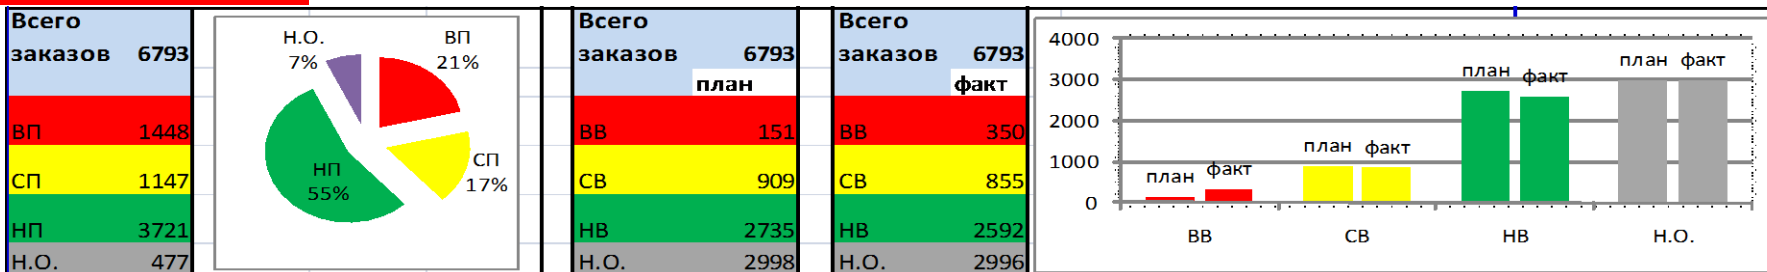 Всего
заказов 6793
ВП 1448
СП 1147
НП 3721
Н.О. 477
Н.О.
7%
ВП
21%
СП
17%
НП
55%
Всего
заказов 6793
план
ВВ 151
СВ 909
НВ 2735
Н.О. 2998
Всего
заказов 6793
факт
ВВ 350
СВ 855
НВ 2592
Н.О. 2996
4000
3000
2000
1000
0
план факт
план факт
план факт
план факт
ВВ СВ НВ Н.О.